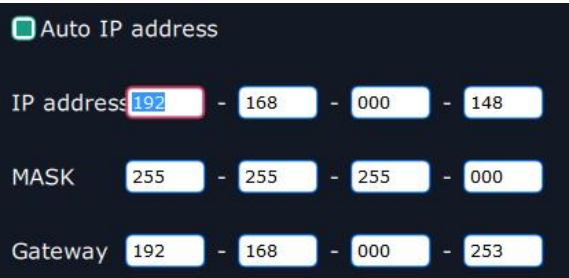 Auto IP address
IP address 192 - 168 - 000 - 148
MASK 255 - 255 - 255 - 000
Gateway 192 - 168 - 000 - 253